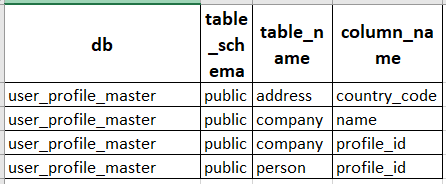 db table_schema table_name column_name
user_profile_master public address country_code
user_profile_master public company name
user_profile_master public company profile_id
user_profile_master public person profile_id